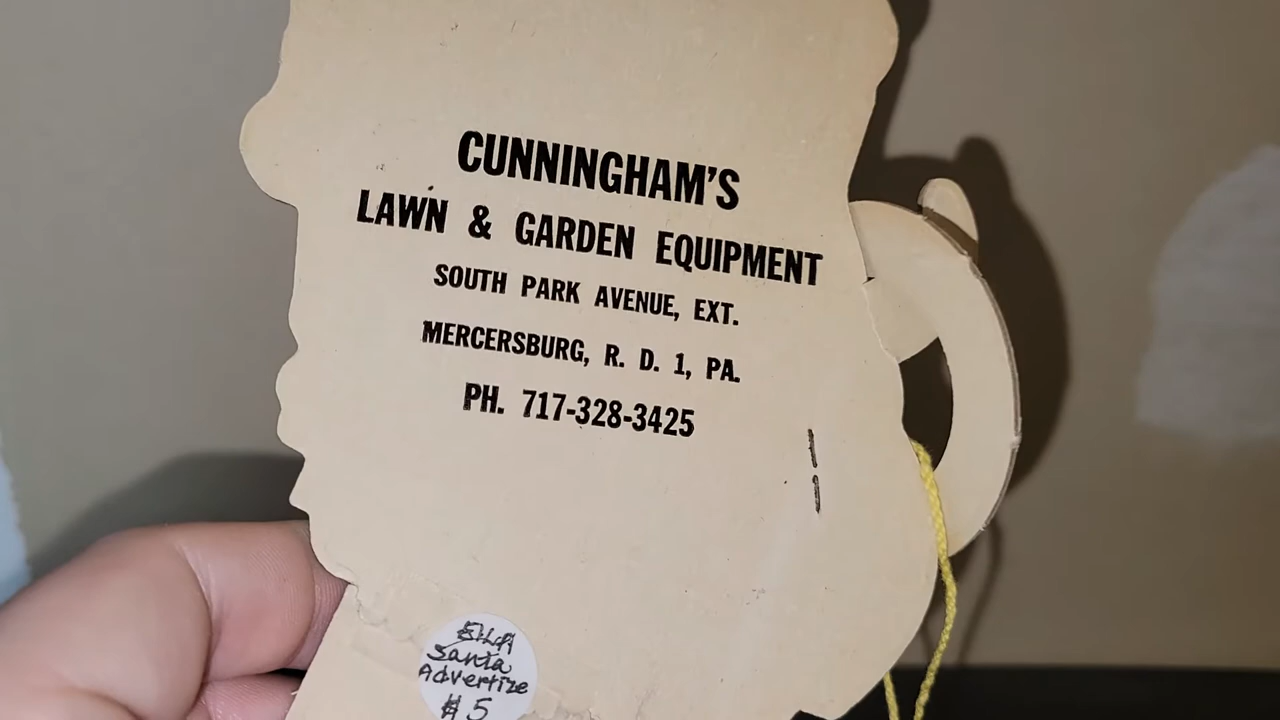 CUNNINGHAM'S
LAWN & GARDEN EQUIPMENT
SOUTH PARK AVENUE, EXT.
MERCERSBURG, R. D. 1, PA.
PH. 717-328-3425
Santa
Advertize
$5